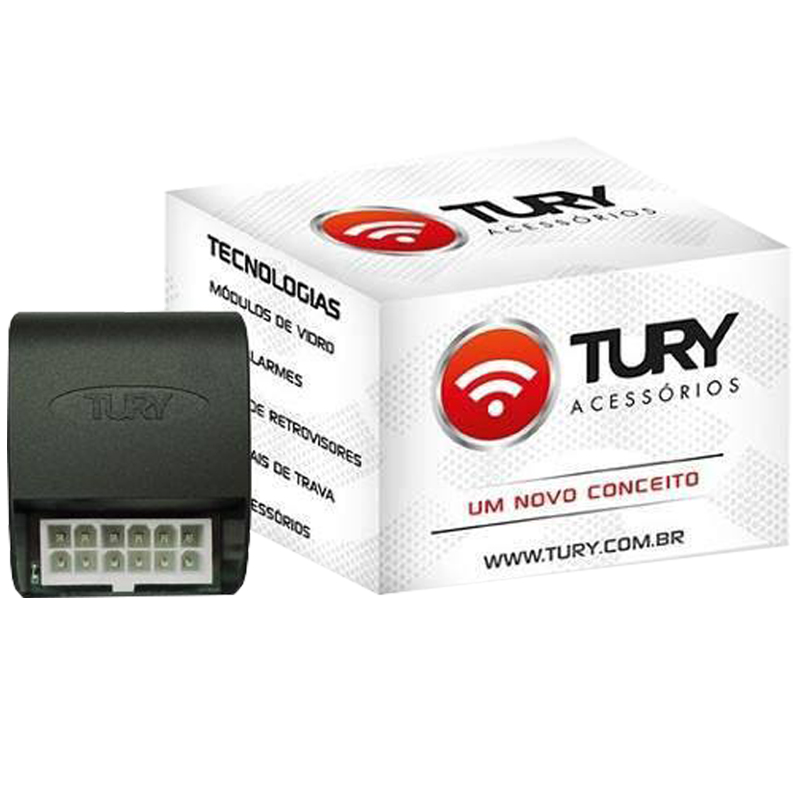 TURY
ACESSÓRIOS
TECNOLOGIAS
MÓDULOS DE VIDRO
ALARMES
DE RETROVISORES
AIS DE TRAVA
ESSÓRIOS
TURY
TURY
ACESSÓRIOS
UM NOVO CONCEITO
WWW.TURY.COM.BR